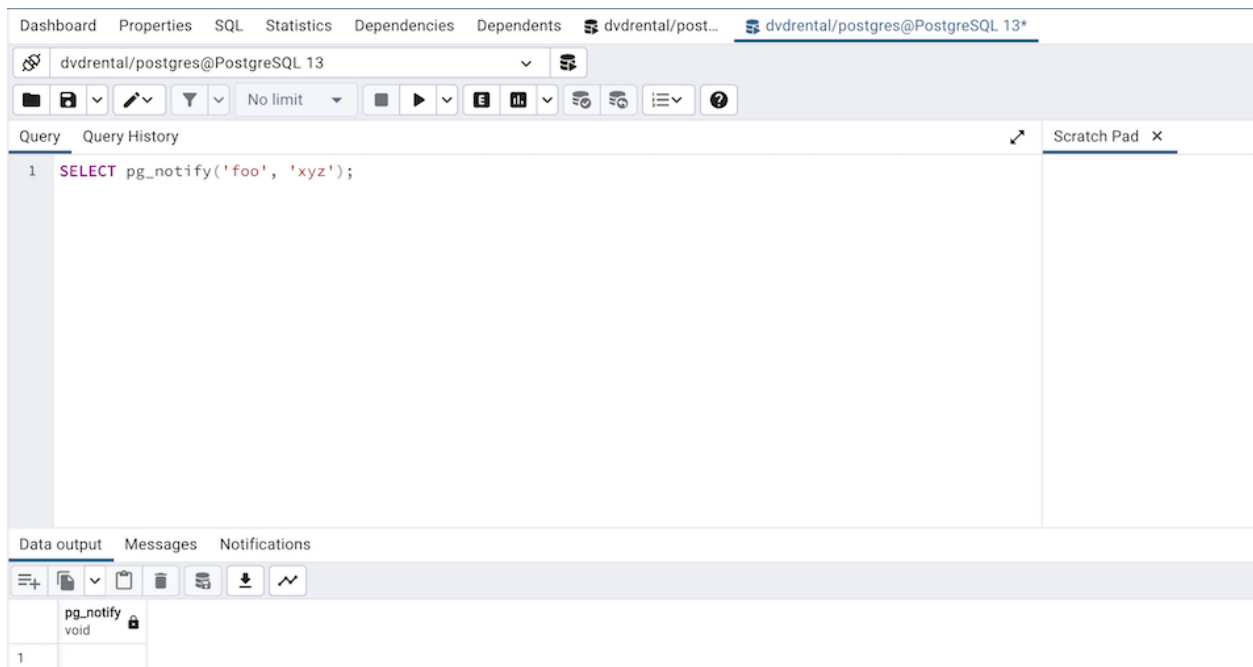 Dashboard Properties SQL Statistics Dependencies Dependents dvdrental/post... dvdrental/postgres@PostgreSQL 13*
dvdrental/postgres@PostgreSQL 13
No limit
Query Query History Scratch Pad
1 SELECT pg_notify('foo', 'xyz');
Data output Messages Notifications
pg_notify
void
1